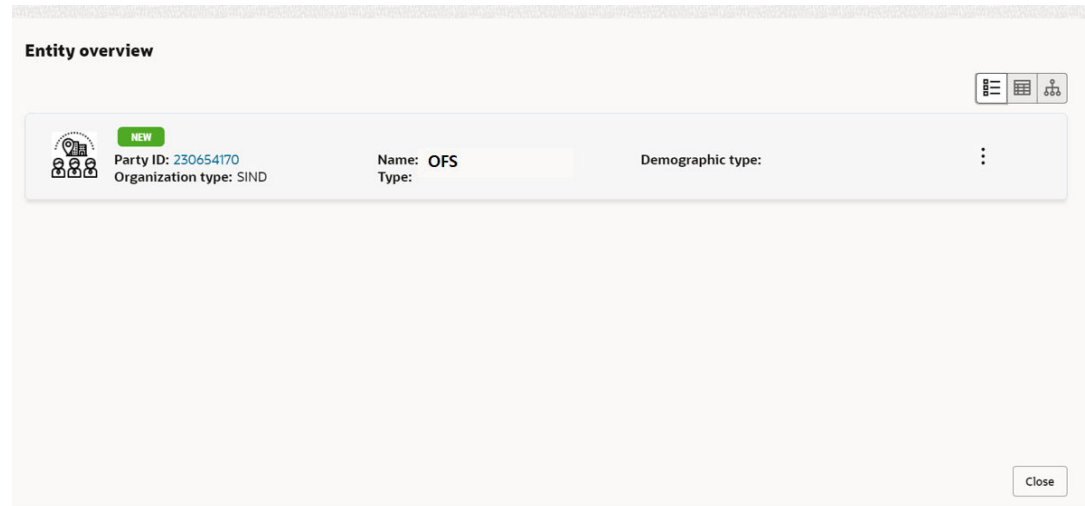 Entity overview
NEW
Party ID: 230654170
Organization type: SIND
Name: OFS
Type:
Demographic type:
Close